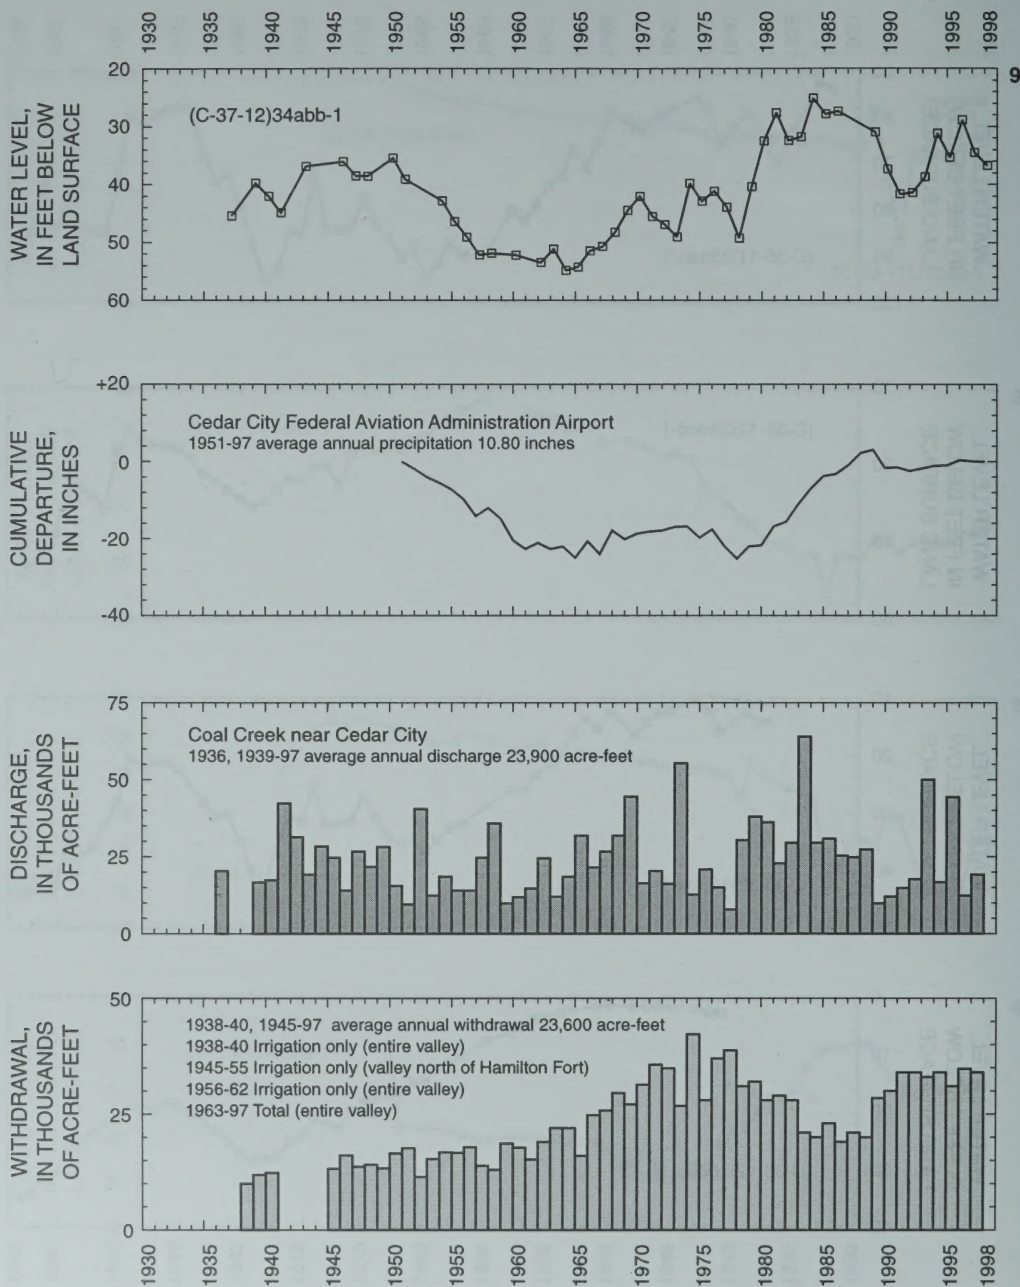 1930 1935 1940 1945 1950 1955 1960 1965 1970 1975 1980 1985 1990 1995 1998
9
WATER LEVEL,
IN FEET BELOW
LAND SURFACE
20
30
40
50
60
(C-37-12)34abb-1
CUMULATIVE
DEPARTURE,
IN INCHES
+20
0
-20
-40
Cedar City Federal Aviation Administration Airport
1951-97 average annual precipitation 10.80 inches
DISCHARGE,
IN THOUSANDS
OF ACRE-FEET
75
50
25
0
Coal Creek near Cedar City
1936, 1939-97 average annual discharge 23,900 acre-feet
WITHDRAWAL,
IN THOUSANDS
OF ACRE-FEET
50
25
0
1938-40, 1945-97 average annual withdrawal 23,600 acre-feet
1938-40 Irrigation only (entire valley)
1945-55 Irrigation only (valley north of Hamilton Fort)
1956-62 Irrigation only (entire valley)
1963-97 Total (entire valley)
1930 1935 1940 1945 1950 1955 1960 1965 1970 1975 1980 1985 1990 1995 1998